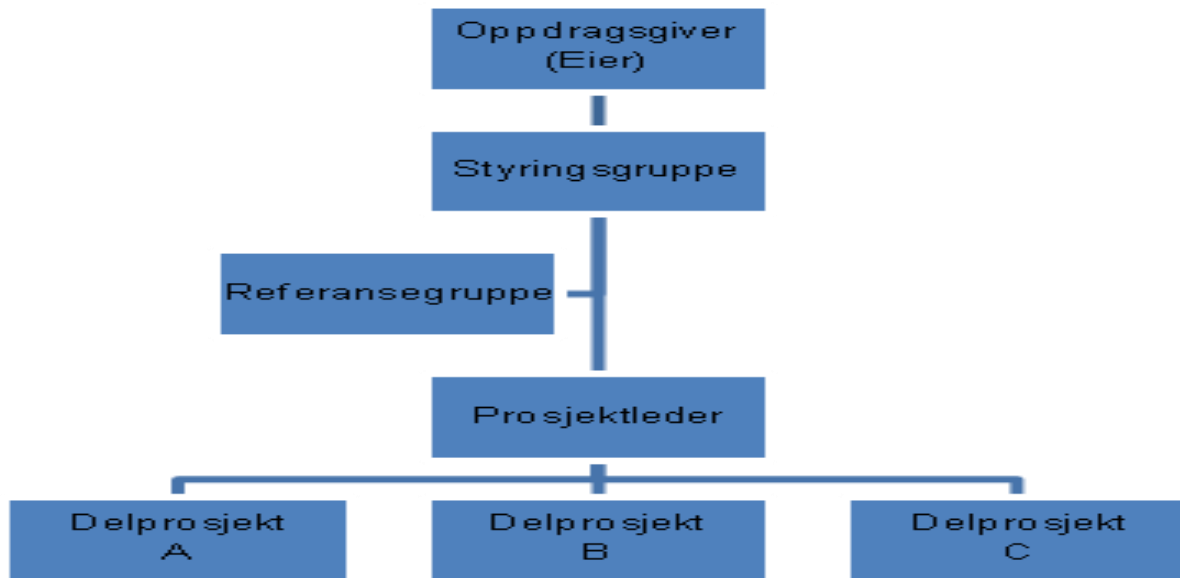 Oppdragsgiver
(Eier)
Styringsgruppe
Referansegruppe
Prosjektleder
Delprosjekt
A
Delprosjekt
B
Delprosjekt
C